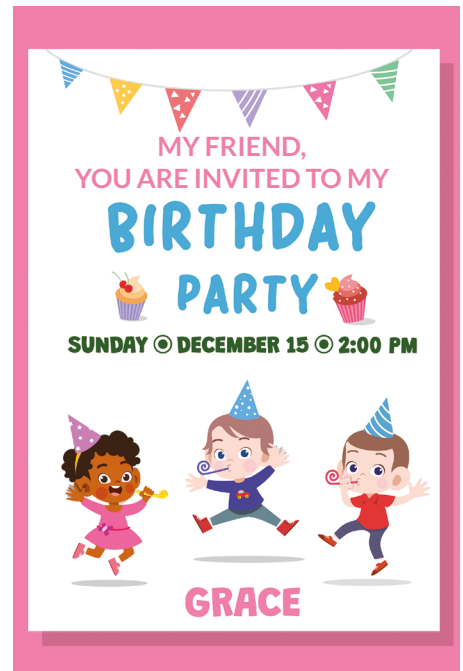 MY FRIEND,
YOU ARE INVITED TO MY
BIRTHDAY
PARTY
SUNDAY ◉ DECEMBER 15 ◉ 2:00 PM
GRACE